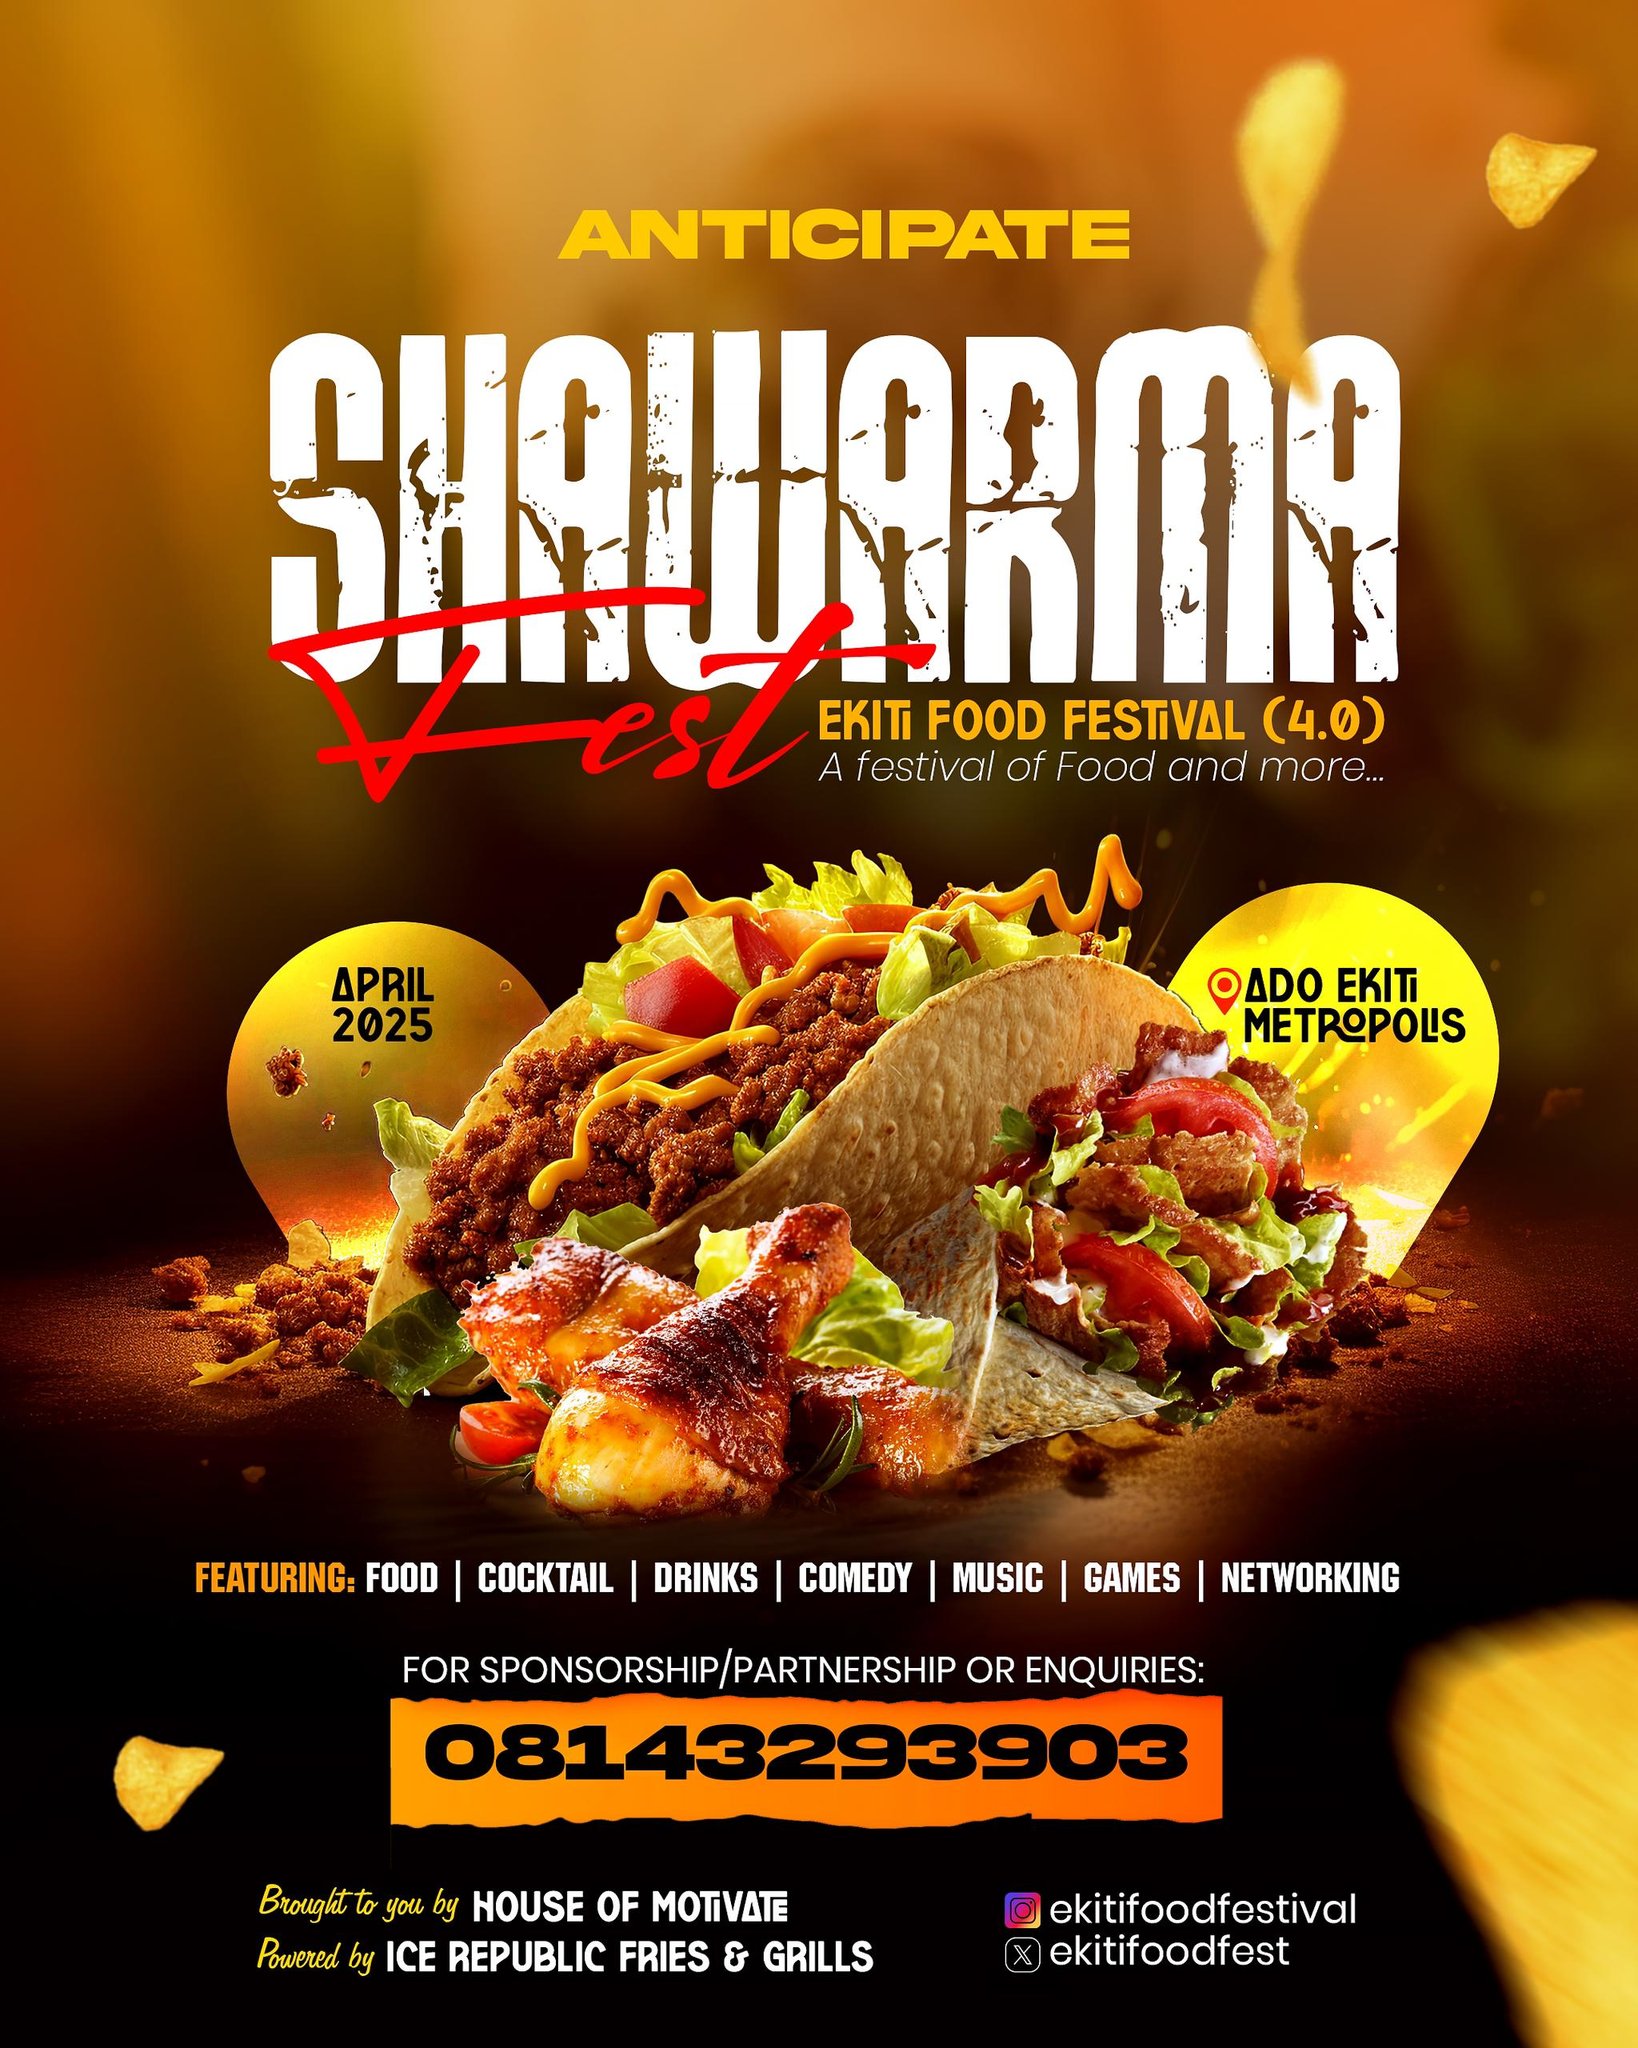 ANTICIPATE
SHAWARMA
Fest
EKITI FOOD FESTIVAL (4.0)
A festival of Food and more...
APRIL
2025
ADO EKITI
METROPOLIS
FEATURING: FOOD | COCKTAIL | DRINKS | COMEDY | MUSIC | GAMES | NETWORKING
FOR SPONSORSHIP/PARTNERSHIP OR ENQUIRIES:
08143293903
Brought to you by HOUSE OF MOTIVATE
Powered by ICE REPUBLIC FRIES & GRILLS
ekitifoodfestival
ekitifoodfest